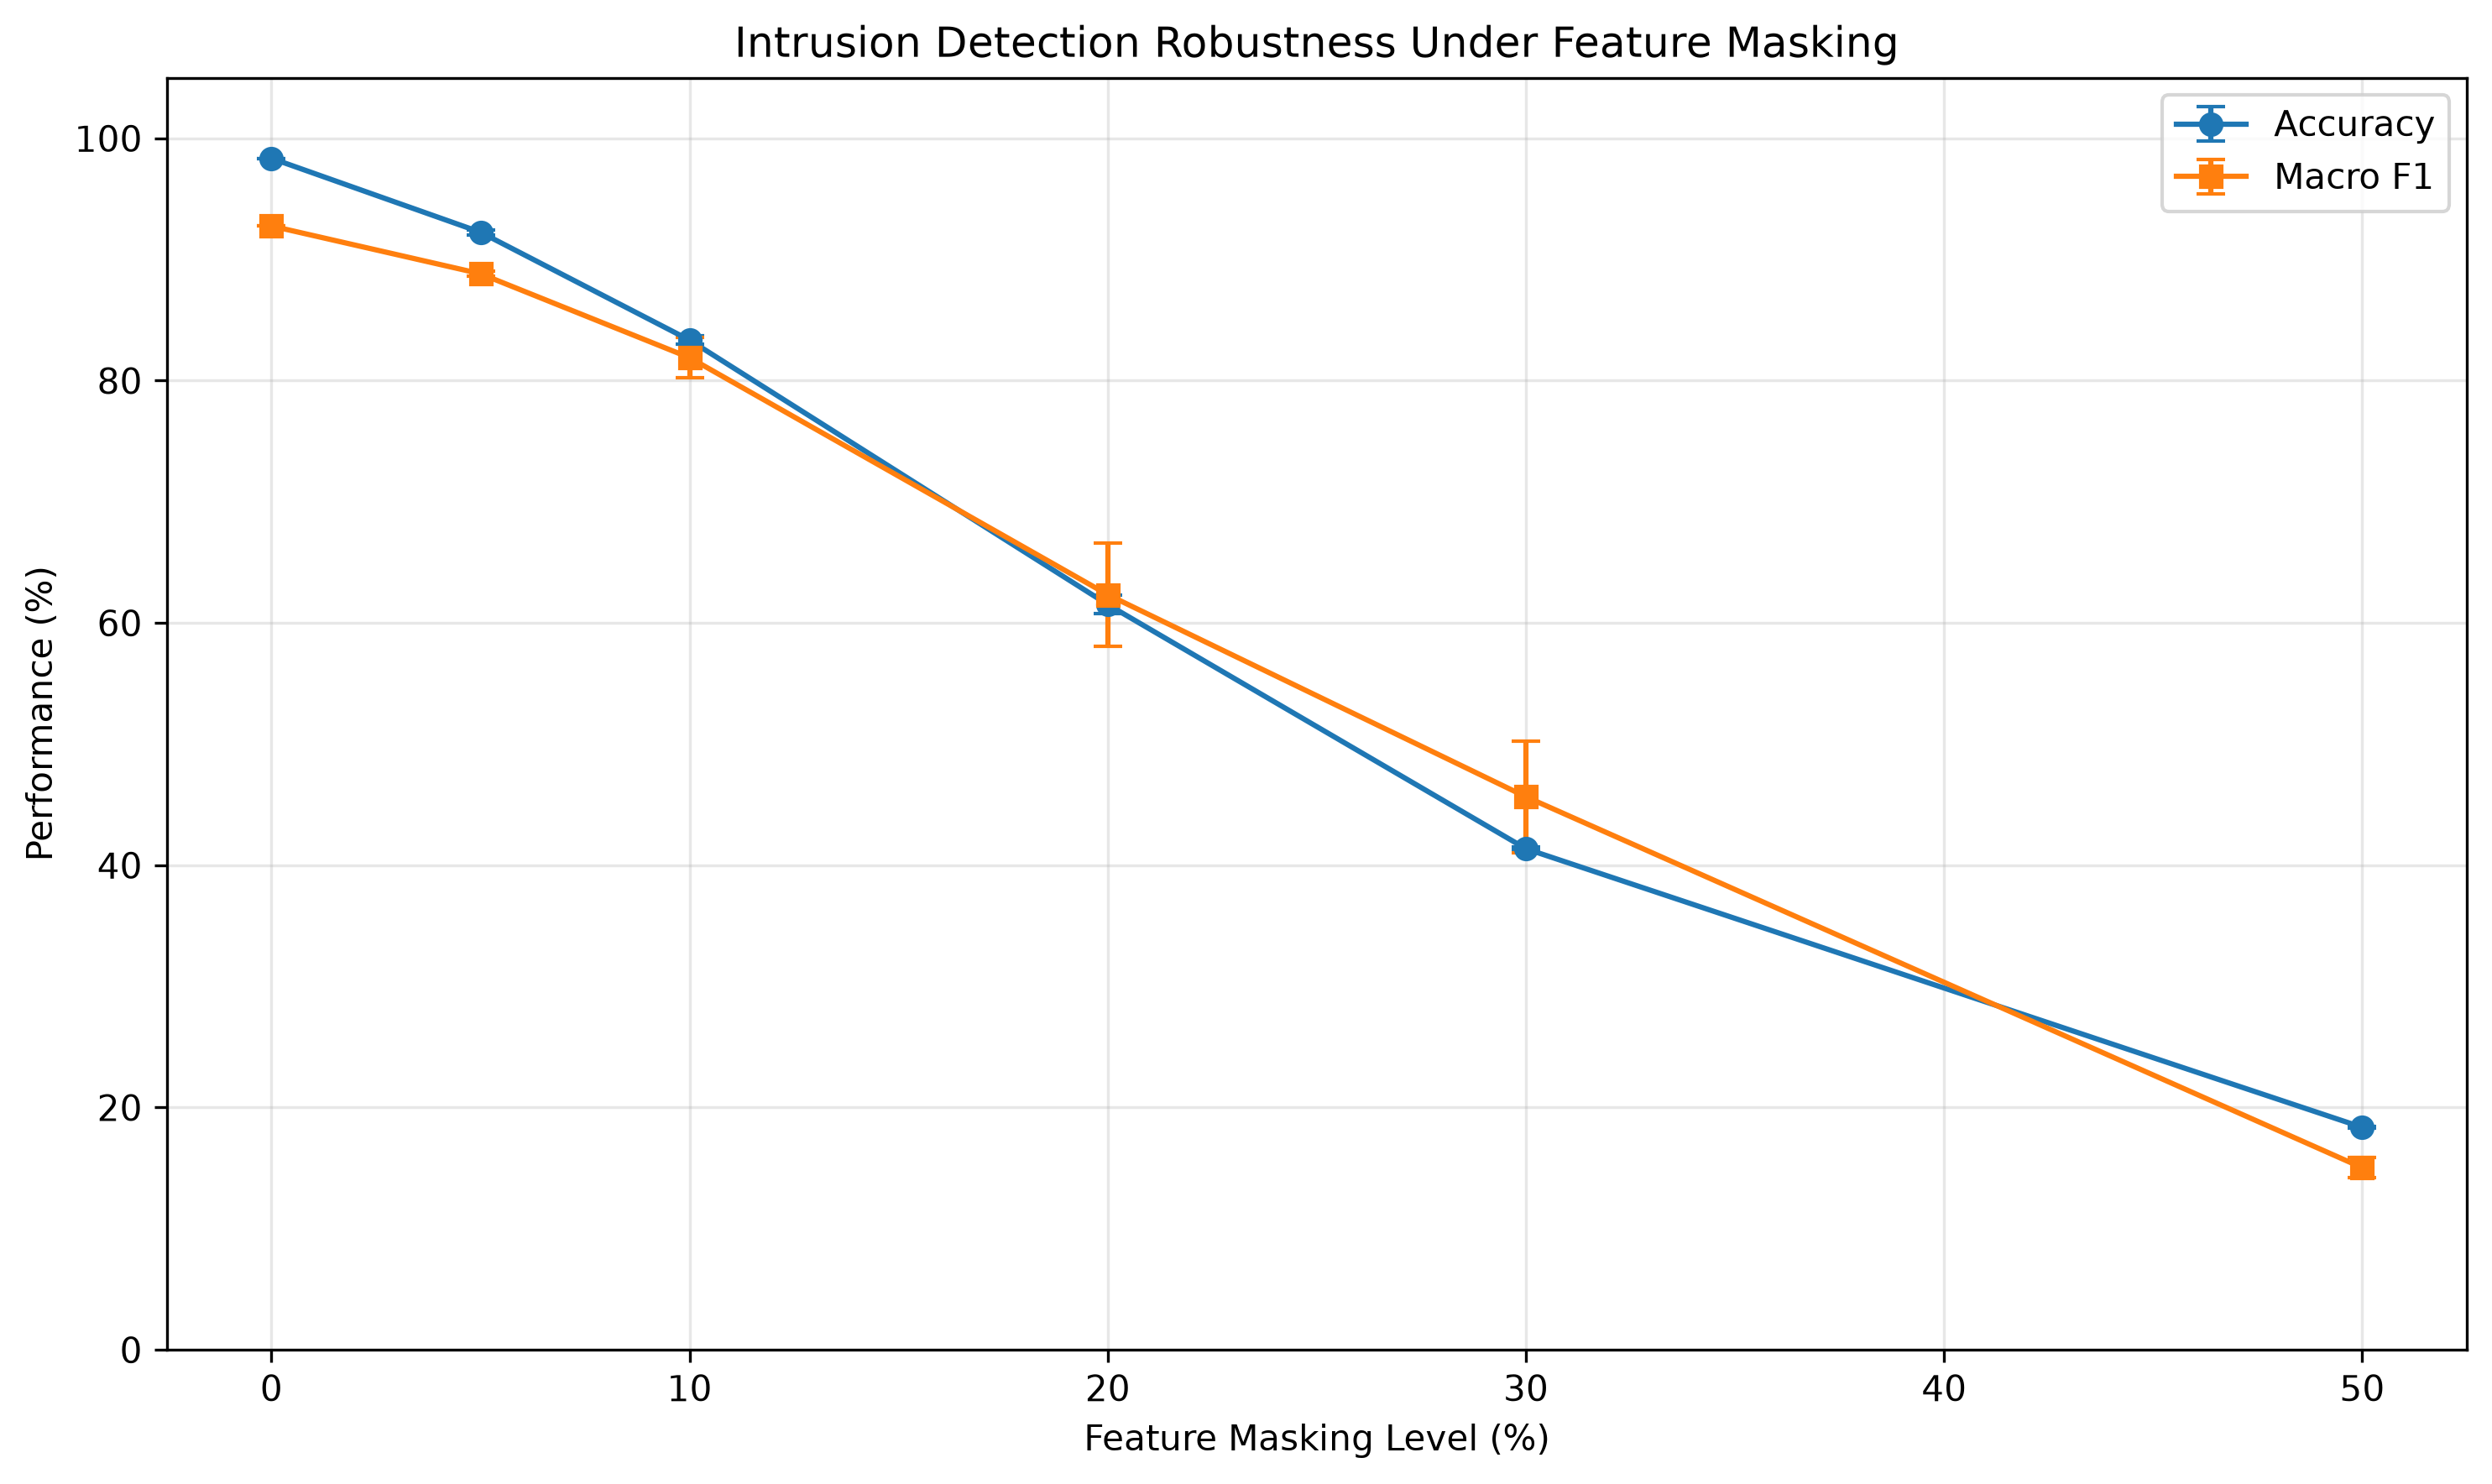 Intrusion Detection Robustness Under Feature Masking
Accuracy
Macro F1
Performance (%)
100
80
60
40
20
0
0 10 20 30 40 50
Feature Masking Level (%)